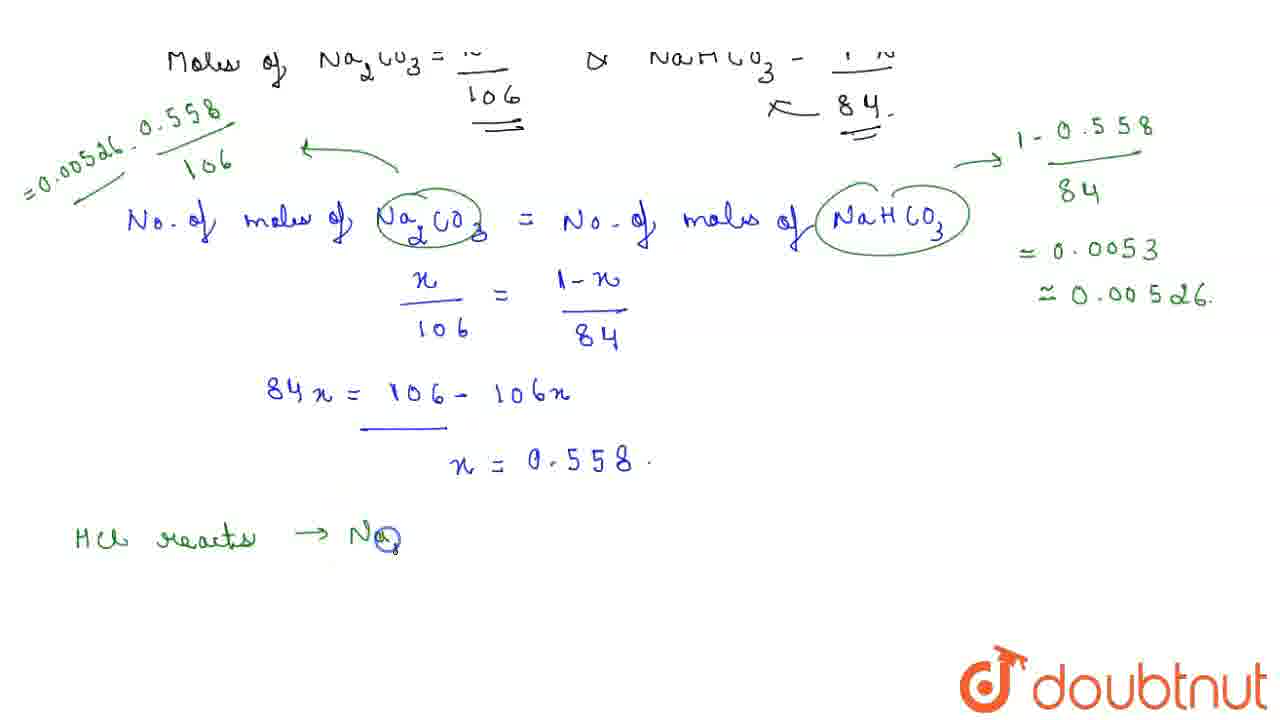 Moles of Na2CO3 = x/106 & NaHCO3 - 1-x/84.
= 0.00526 - 0.558/106
1 - 0.558/84
No. of moles of Na2CO3 = No. of moles of NaHCO3
≈ 0.0053
≃ 0.00526.
x/106 = 1-x/84
84x = 106 - 106x
x = 0.558.
HCl reacts → Na
doubtnut